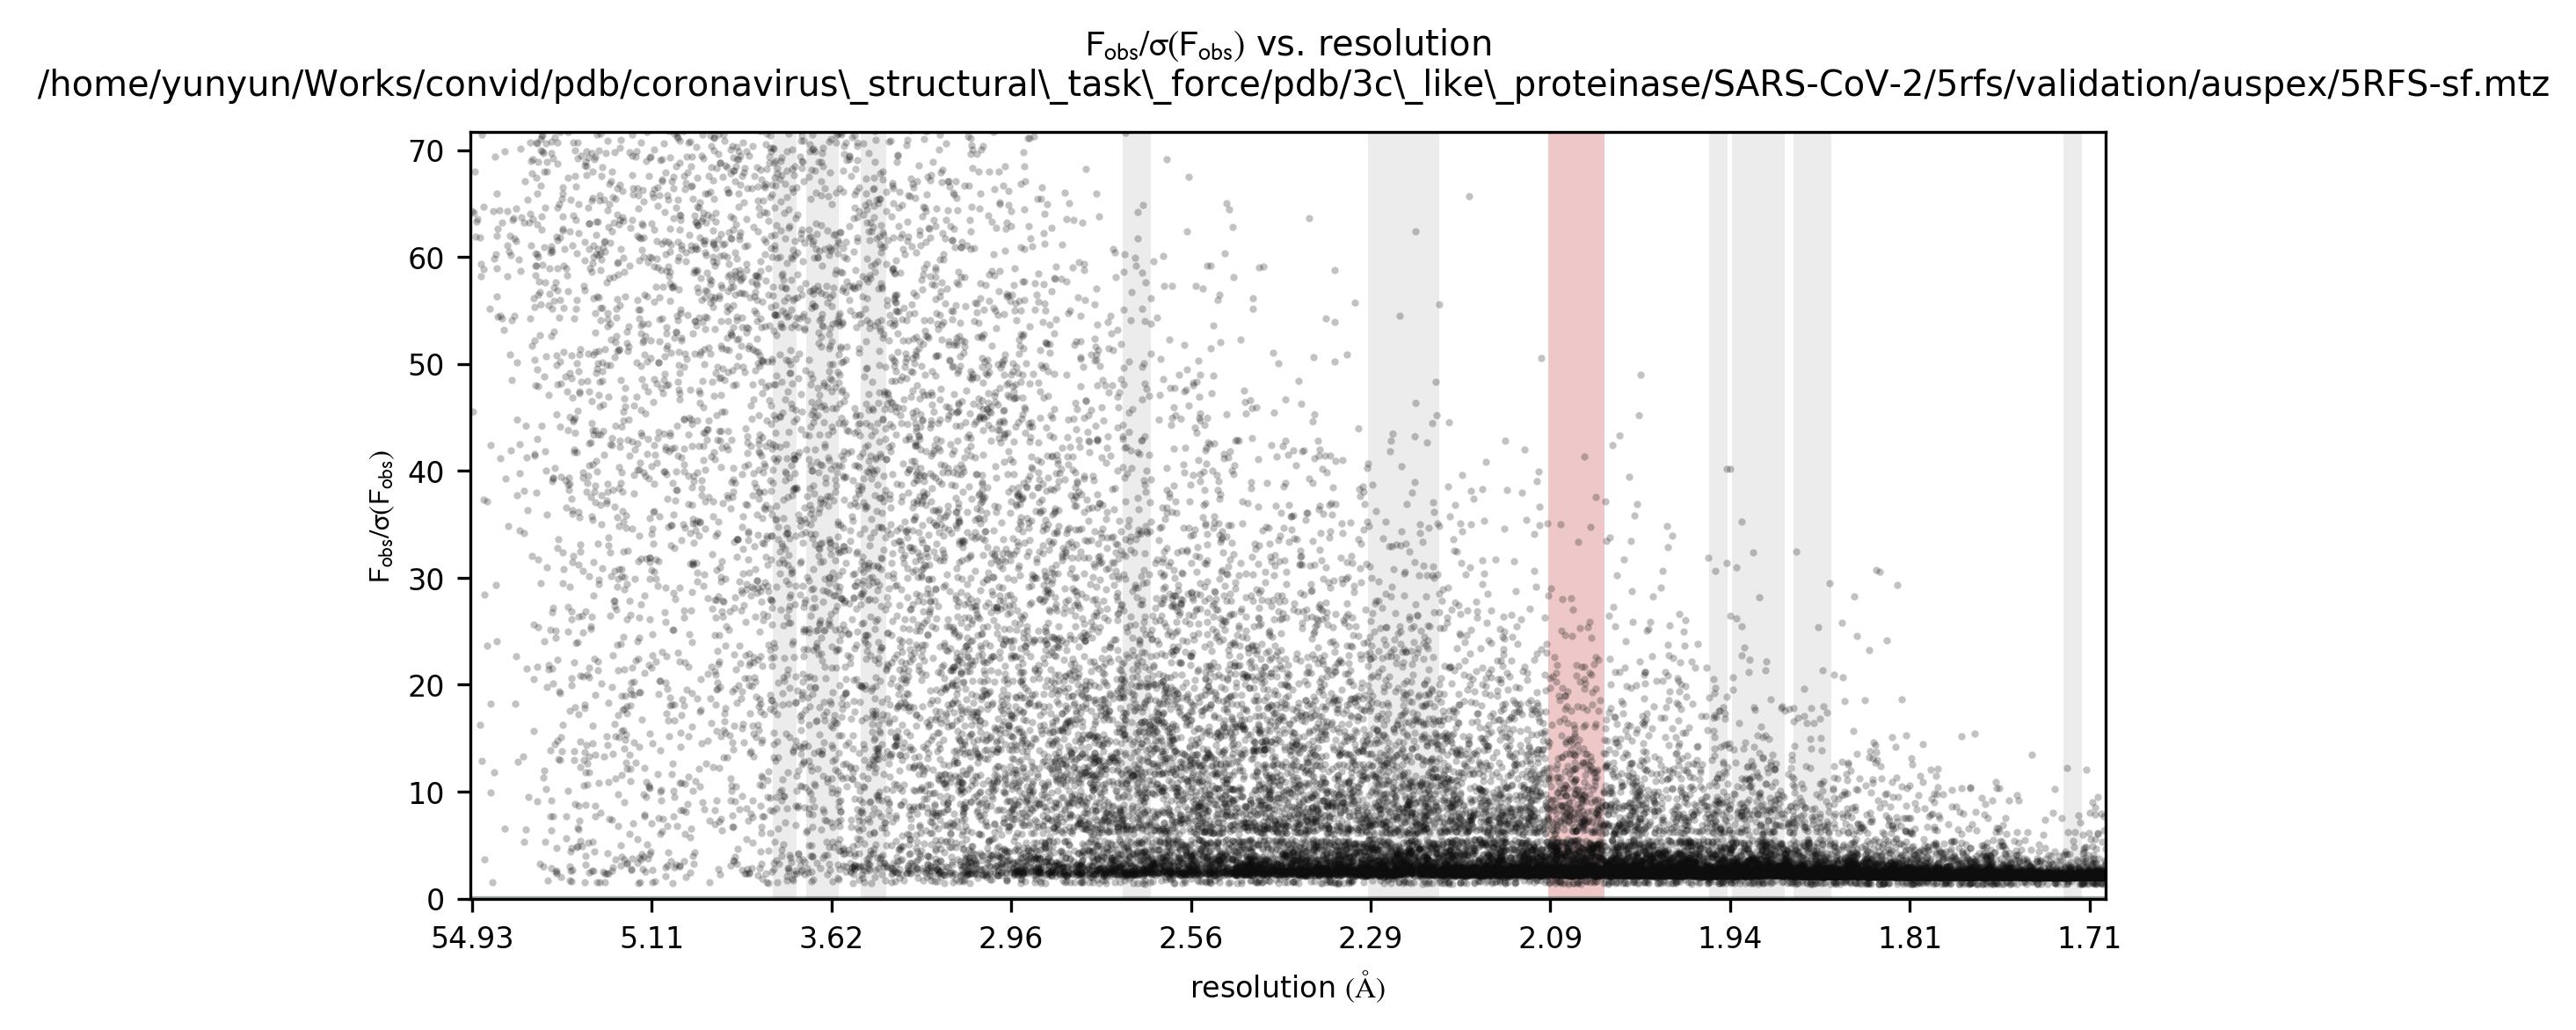 Fobs/σ(Fobs) vs. resolution
/home/yunyun/Works/convid/pdb/coronavirus\_structural\_task\_force/pdb/3c\_like\_proteinase/SARS-CoV-2/5rfs/validation/auspex/5RFS-sf.mtz
70
60
50
40
30
20
10
0
Fobs/σ(Fobs)
54.93 5.11 3.62 2.96 2.56 2.29 2.09 1.94 1.81 1.71
resolution (Å)